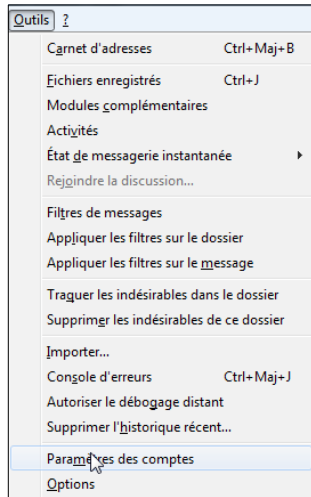 Outils ?
Carnet d'adresses Ctrl+Maj+B
Fichiers enregistrés Ctrl+J
Modules complémentaires
Activités
État de messagerie instantanée
Rejoindre la discussion...
Filtres de messages
Appliquer les filtres sur le dossier
Appliquer les filtres sur le message
Traquer les indésirables dans le dossier
Supprimer les indésirables de ce dossier
Importer...
Console d'erreurs Ctrl+Maj+J
Autoriser le débogage distant
Supprimer l'historique récent...
Paramètres des comptes
Options